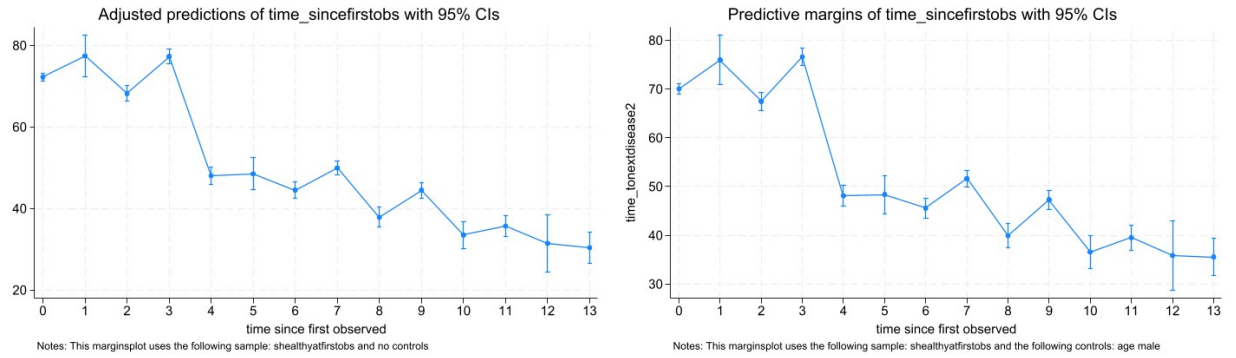 Adjusted predictions of time_sincefirstobs with 95% CIs
80
60
40
20
0 1 2 3 4 5 6 7 8 9 10 11 12 13
time since first observed
Notes: This marginsplot uses the following sample: shealthyatfirstobs and no controls
Predictive margins of time_sincefirstobs with 95% CIs
time_tonextdisease2
80
70
60
50
40
30
0 1 2 3 4 5 6 7 8 9 10 11 12 13
time since first observed
Notes: This marginsplot uses the following sample: shealthyatfirstobs and the following controls: age male